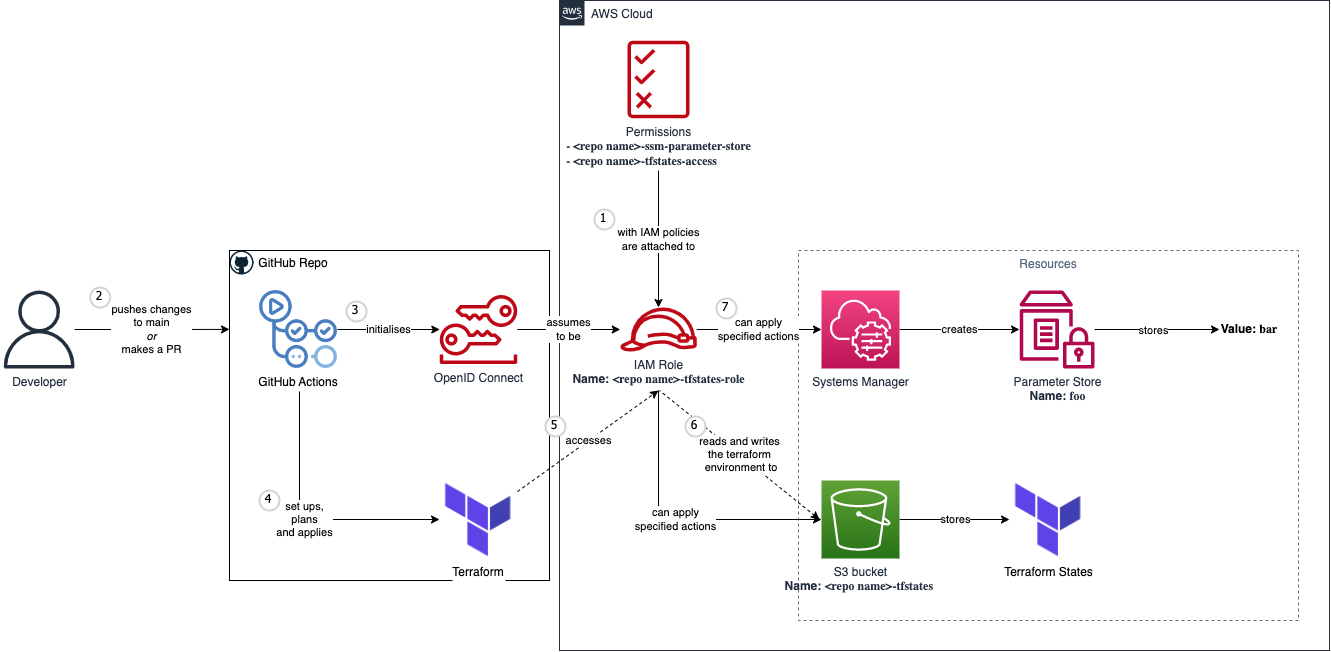 aws
AWS Cloud
Permissions
- <repo name>-ssm-parameter-store
- <repo name>-tfstates-access
1
with IAM policies
are attached to
GitHub Repo
Resources
2
pushes changes
to main
or
makes a PR
Developer
GitHub Actions
3
initialises
OpenID Connect
assumes
to be
IAM Role
Name: <repo name>-tfstates-role
7
can apply
specified actions
Systems Manager
creates
Parameter Store
Name: foo
stores
Value: bar
4
set ups,
plans
and applies
Terraform
5
accesses
6
reads and writes
the terraform
environment to
can apply
specified actions
S3 bucket
Name: <repo name>-tfstates
stores
Terraform States